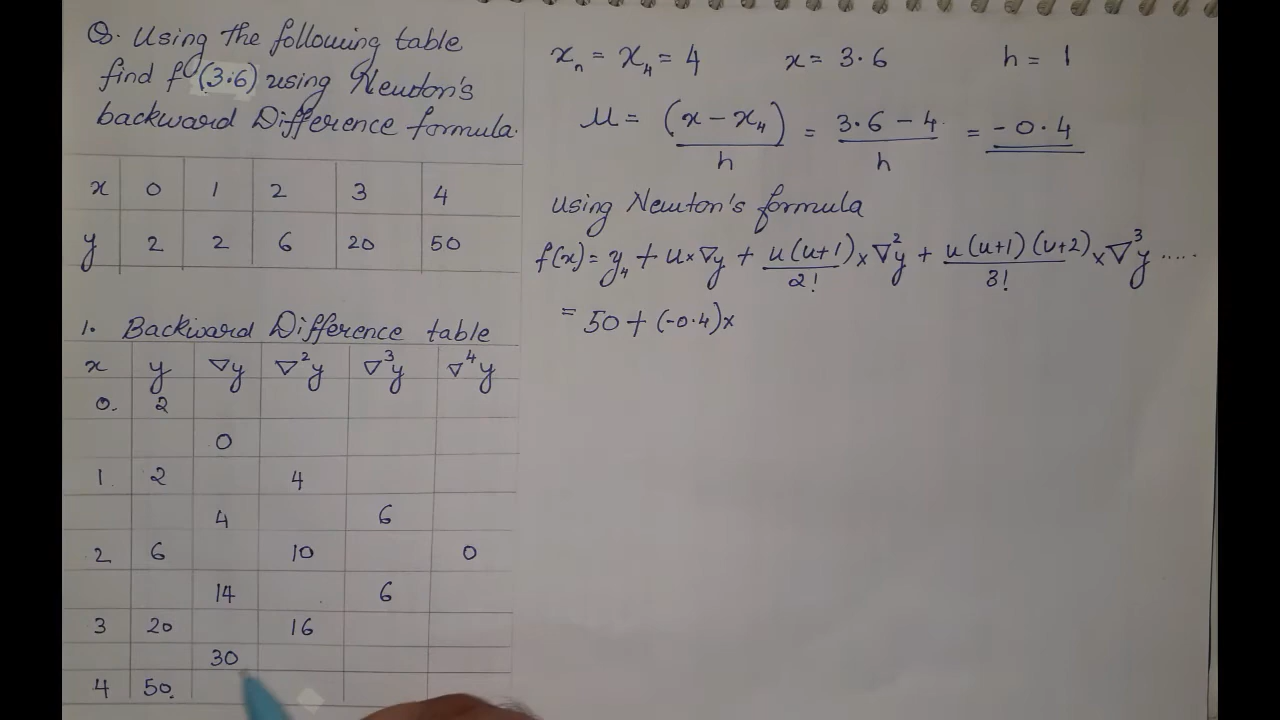 Q. Using the following table
find f (3.6) using Newton's
backward Difference formula.
x 0 1 2 3 4
y 2 2 6 20 50
1. Backward Difference table
x y ∇y ∇²y ∇³y ∇⁴y
0. 2
0
1 2 4
4 6
2 6 10 0
14 6
3 20 16
30
4 50.
xₙ = x₄ = 4 x = 3.6 h = 1
u = (x - x₄)/h = 3.6 - 4/h = -0.4
using Newton's formula
f(x) = y₄ + u×∇y + u(u+1)/2! × ∇²y + u(u+1)(u+2)/3! × ∇³y .....
= 50 + (-0.4)×